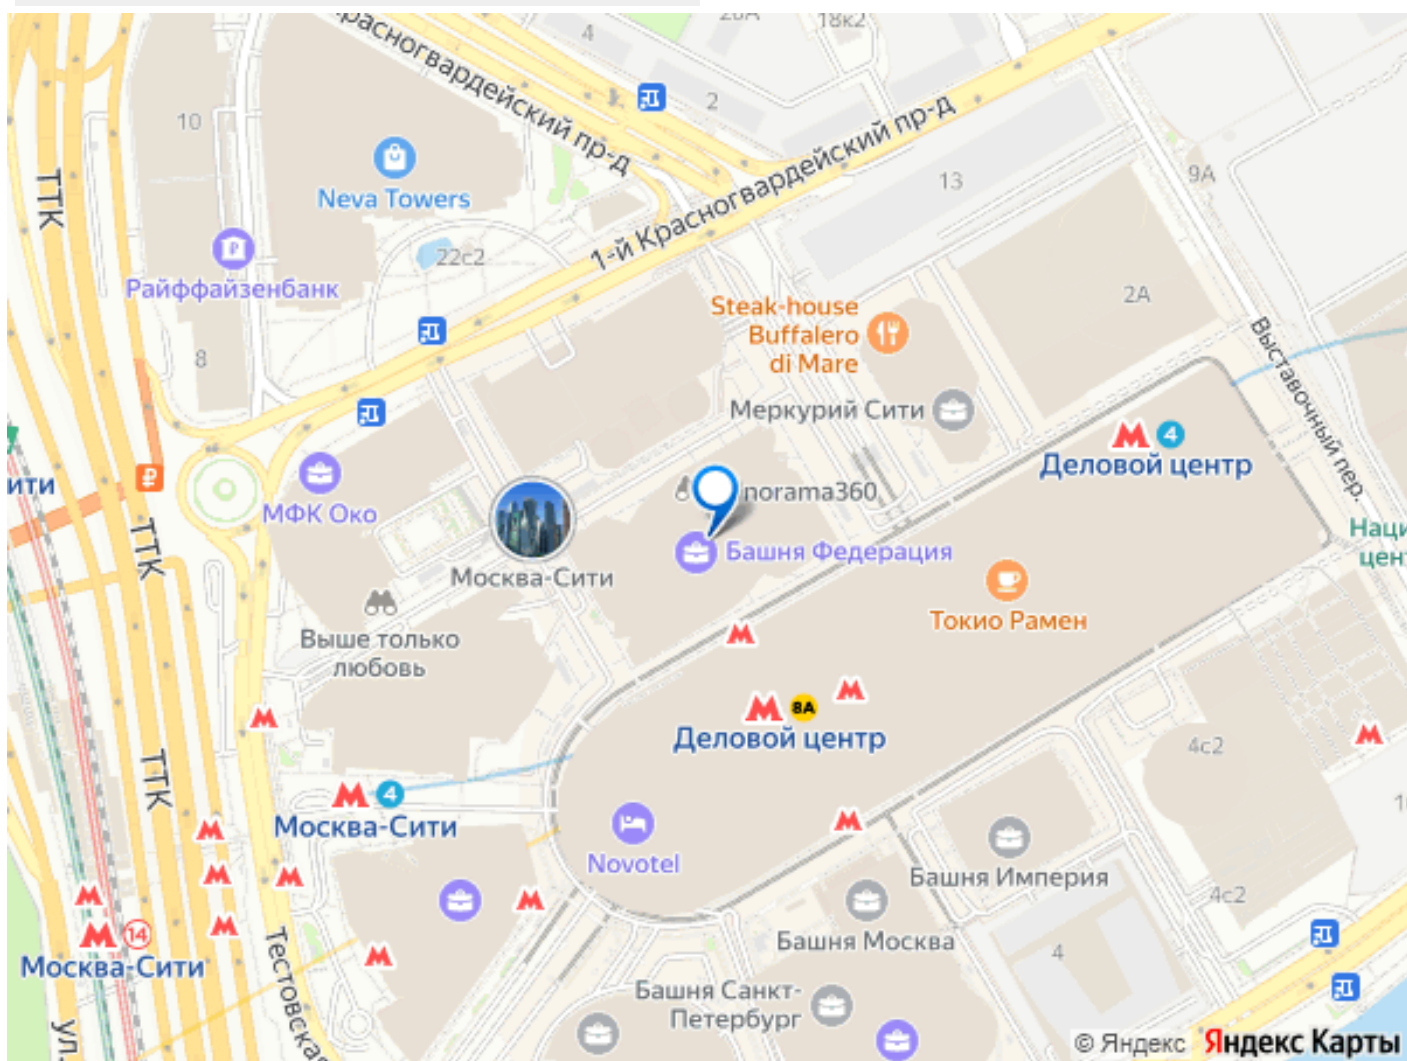 26А
18к2
4
Красногвардейский пр-д
2
10
1-й Красногвардейский пр-д
13
9А
ТТК
Neva Towers
22с2
Райффайзенбанк
2А
Steak-house
Buffalero
di Mare
Выставочный пер.
8
Меркурий Сити
4
Деловой центр
МФК Око
norama360
ТТК
Башня Федерация
Москва-Сити
Токио Рамен
Выше только
любовь
8А
Деловой центр
4с2
ТТК
4
Москва-Сити
Novotel
Башня Империя
4с2
14
Москва-Сити
Башня Москва
4
Тестовская
Башня Санкт-
Петербург
ул.
© Яндекс Яндекс Карты